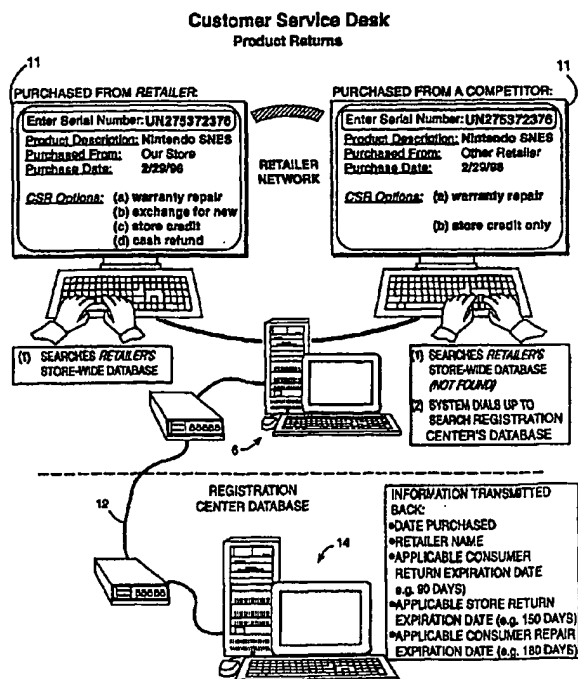 Customer Service Desk
Product Returns
11
11
PURCHASED FROM RETAILER:
Enter Serial Number: UN275372376
Product Description: Nintendo SNES
Purchased From: Our Store
Purchase Date: 2/29/96
CSR Options: (a) warranty repair
(b) exchange for new
(c) store credit
(d) cash refund
RETAILER
NETWORK
PURCHASED FROM A COMPETITOR:
Enter Serial Number: UN275372376
Product Description: Nintendo SNES
Purchased From: Other Retailer
Purchase Date: 2/29/96
CSR Options: (a) warranty repair
(b) store credit only
(1) SEARCHES RETAILER'S
STORE-WIDE DATABASE
(1) SEARCHES RETAILER'S
STORE-WIDE DATABASE
(NOT FOUND)
(2) SYSTEM DIALS UP TO
SEARCH REGISTRATION
CENTER'S DATABASE
6
12
REGISTRATION
CENTER DATABASE
14
INFORMATION TRANSMITTED
BACK:
•DATE PURCHASED
•RETAILER NAME
•APPLICABLE CONSUMER
RETURN EXPIRATION DATE
e.g. 90 DAYS)
•APPLICABLE STORE RETURN
EXPIRATION DATE (e.g. 150 DAYS)
•APPLICABLE CONSUMER REPAIR
EXPIRATION DATE (e.g. 180 DAYS)